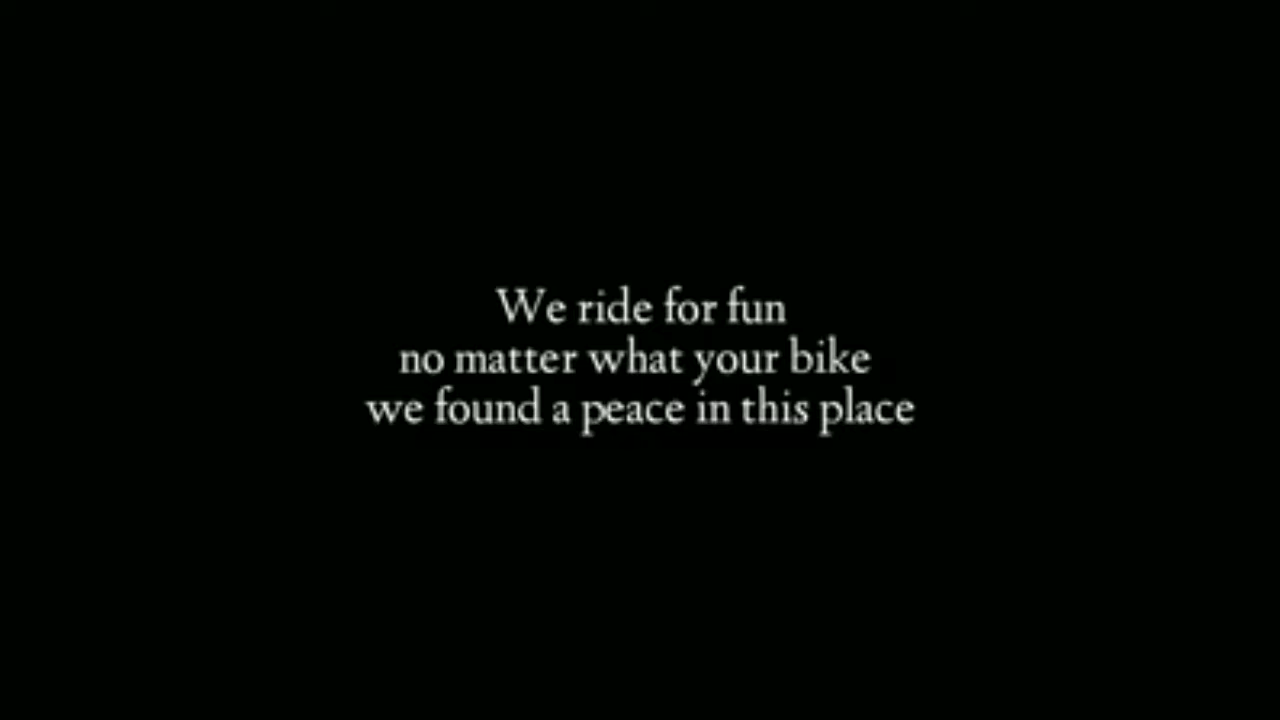 We ride for fun
no matter what your bike
we found a peace in this place